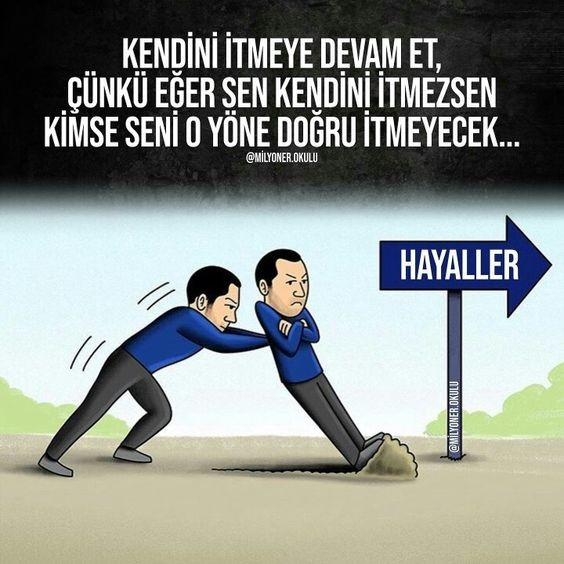 KENDİNİ İTMEYE DEVAM ET,
ÇÜNKÜ EĞER SEN KENDİNİ İTMEZSEN
KİMSE SENİ O YÖNE DOĞRU İTMEYECEK...
@MİLYONER.OKULU
HAYALLER
@MİLYONER.OKULU